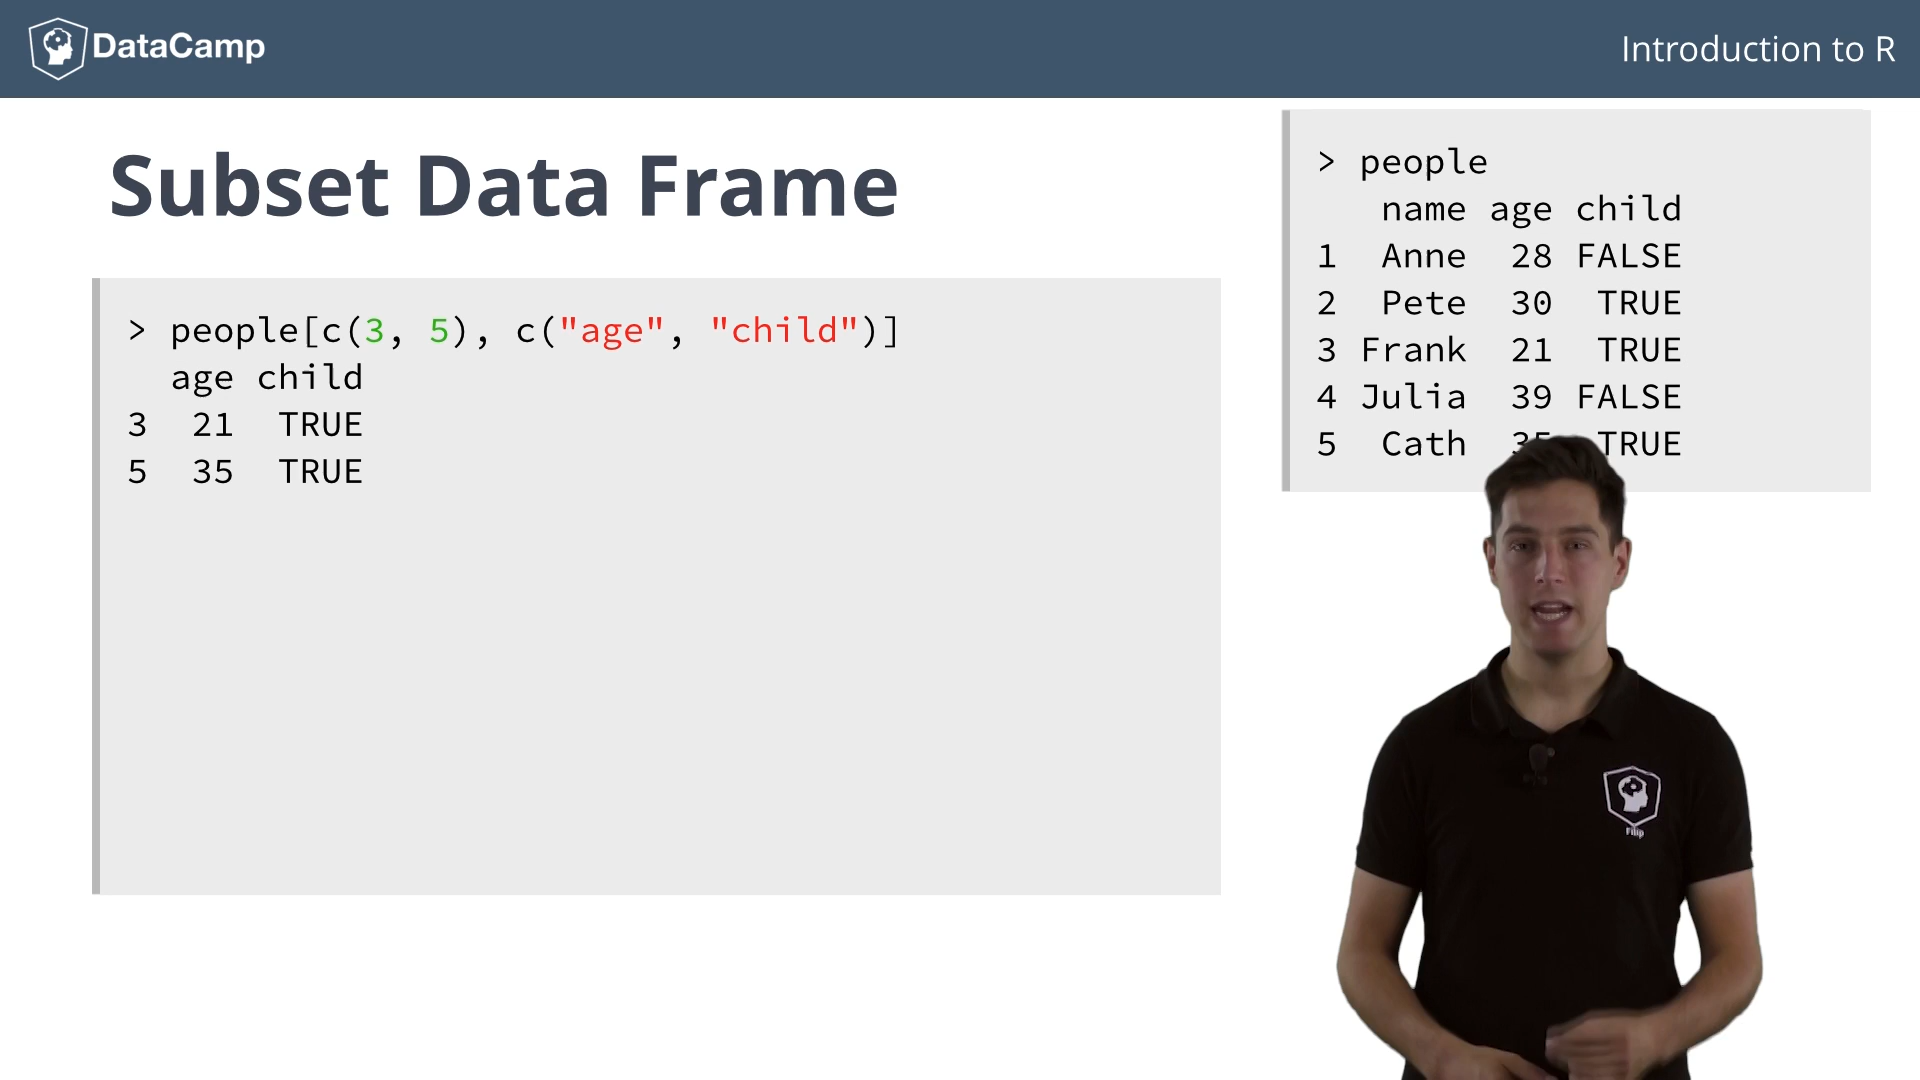 DataCamp
Introduction to R
Subset Data Frame
> people[c(3, 5), c("age", "child")]
  age child
3  21  TRUE
5  35  TRUE
> people
   name age child
1  Anne  28 FALSE
2  Pete  30  TRUE
3 Frank  21  TRUE
4 Julia  39 FALSE
5  Cath  35  TRUE
Filip